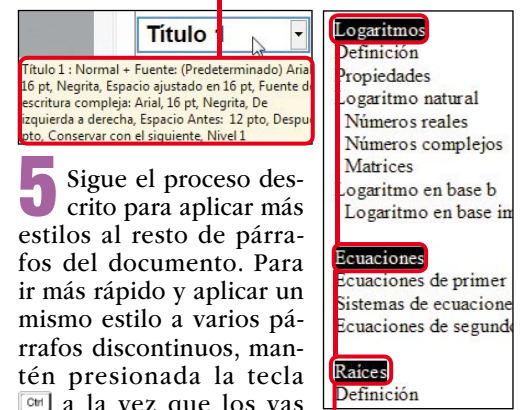 Título 1
Título 1 : Normal + Fuente: (Predeterminado) Arial
16 pt, Negrita, Espacio ajustado en 16 pt, Fuente de
escritura compleja: Arial, 16 pt, Negrita, De
izquierda a derecha, Espacio Antes: 12 pto, Despu
pto, Conservar con el siguiente, Nivel 1
5 Sigue el proceso des-
crito para aplicar más
estilos al resto de párra-
fos del documento. Para
ir más rápido y aplicar un
mismo estilo a varios pá-
rrafos discontinuos, man-
tén presionada la tecla
Ctrl a la vez que los vas
Logaritmos
Definición
Propiedades
Logaritmo natural
Números reales
Números complejos
Matrices
Logaritmo en base b
Logaritmo en base im
Ecuaciones
Ecuaciones de primer
Sistemas de ecuacione
Ecuaciones de segund
Raíces
Definición